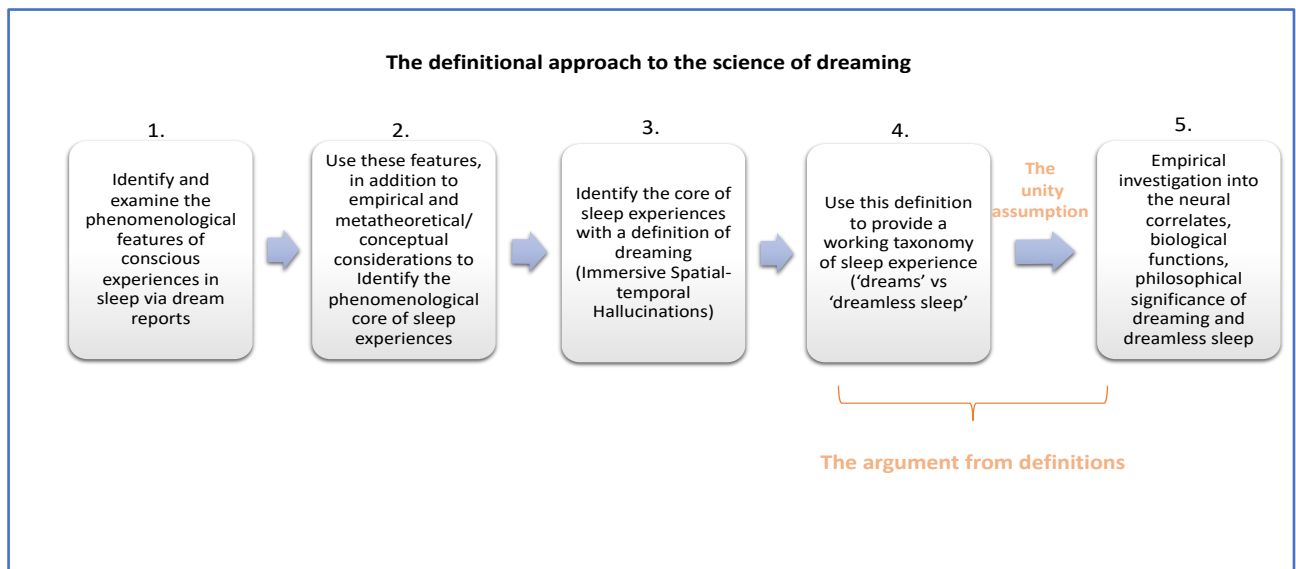 The definitional approach to the science of dreaming
1.
Identify and
examine the
phenomenological
features of
conscious
experiences in
sleep via dream
reports
2.
Use these features,
in addition to
empirical and
metatheoretical/
conceptual
considerations to
Identify the
phenomenological
core of sleep
experiences
3.
Identify the core of
sleep experiences
with a definition of
dreaming
(Immersive Spatial-
temporal
Hallucinations)
4.
Use this definition
to provide a
working taxonomy
of sleep experience
(‘dreams’ vs
‘dreamless sleep’
The
unity
assumption
5.
Empirical
investigation into
the neural
correlates,
biological
functions,
philosophical
significance of
dreaming and
dreamless sleep
The argument from definitions